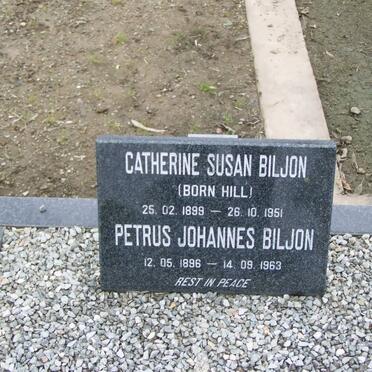 CATHERINE SUSAN BILJON
(BORN HILL)
25. 02. 1899 — 26. 10. 1951
PETRUS JOHANNES BILJON
12. 05. 1896 — 14. 09. 1963
REST IN PEACE